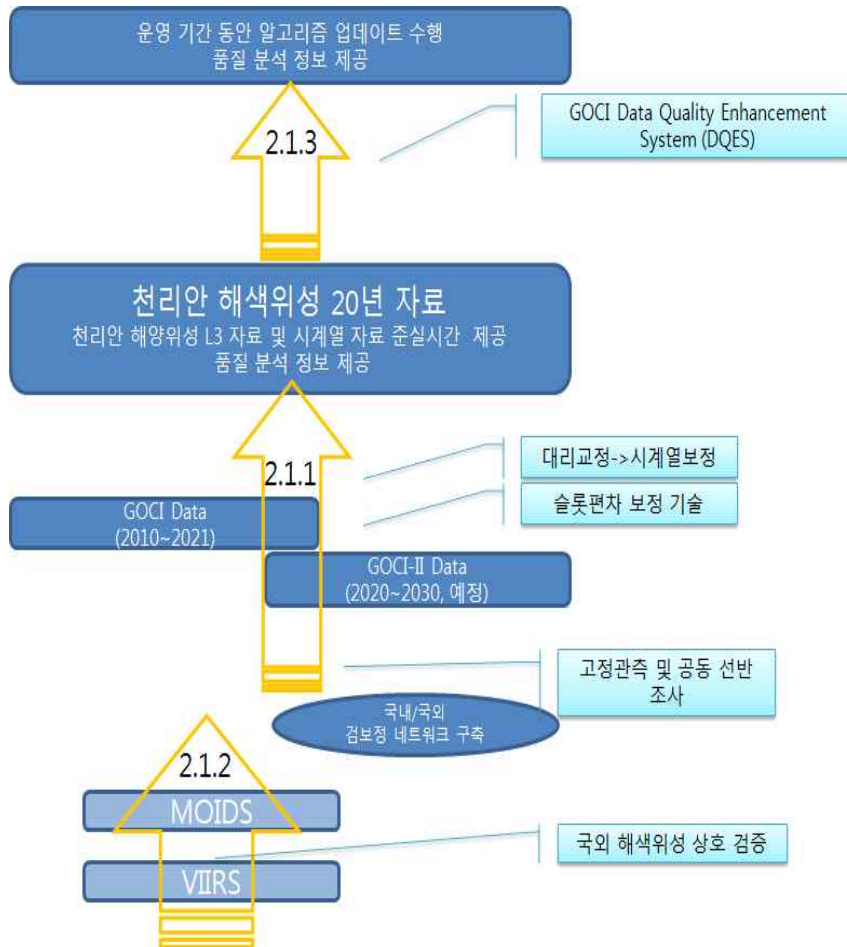 운영 기간 동안 알고리즘 업데이트 수행
품질 분석 정보 제공
2.1.3
GOCI Data Quality Enhancement
System (DQES)
천리안 해색위성 20년 자료
천리안 해양위성 L3 자료 및 시계열 자료 준실시간 제공
품질 분석 정보 제공
2.1.1
대리교정->시계열보정
슬롯편차 보정 기술
GOCI Data
(2010~2021)
GOCI-II Data
(2020~2030, 예정)
고정관측 및 공동 선반
조사
국내/국외
검보정 네트워크 구축
2.1.2
MOIDS
VIIRS
국외 해색위성 상호 검증